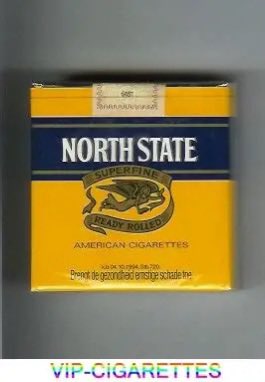 NORTH STATE
SUPERFINE
READY ROLLED
AMERICAN CIGARETTES
Brengt de gezondheid ernstige schade toe.
VIP-CIGARETTES